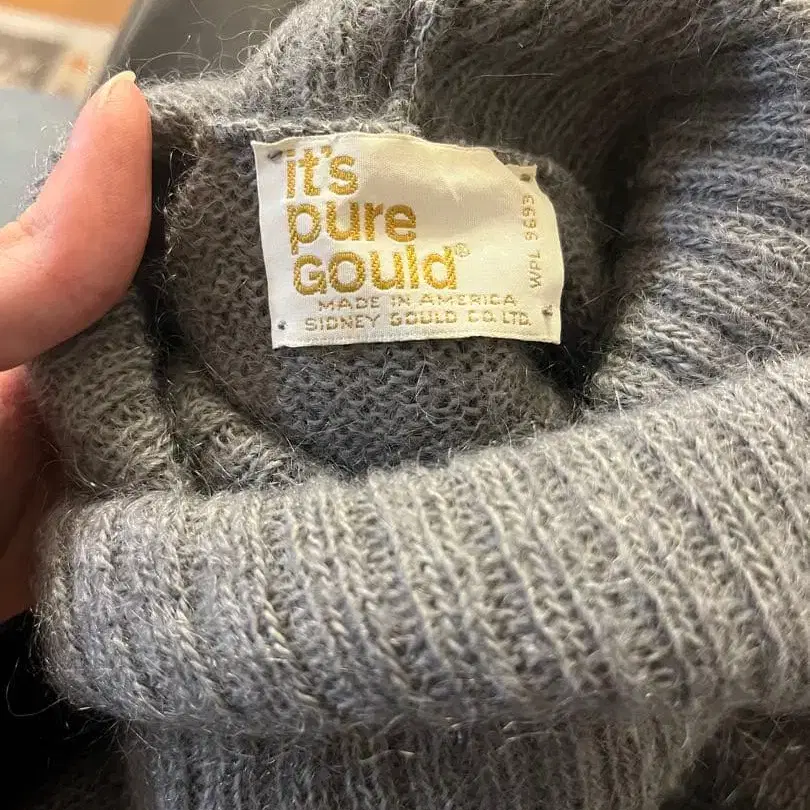 it's
pure
Gould®
MADE IN AMERICA
SIDNEY GOULD CO. LTD.
WPL 9693